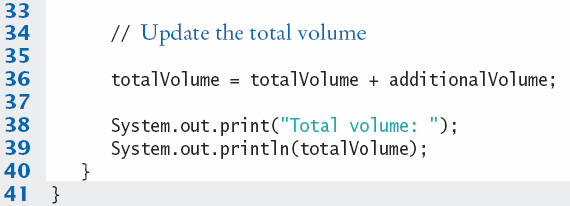 33
34 // Update the total volume
35
36 totalVolume = totalVolume + additionalVolume;
37
38 System.out.print("Total volume: ");
39 System.out.println(totalVolume);
40 }
41 }